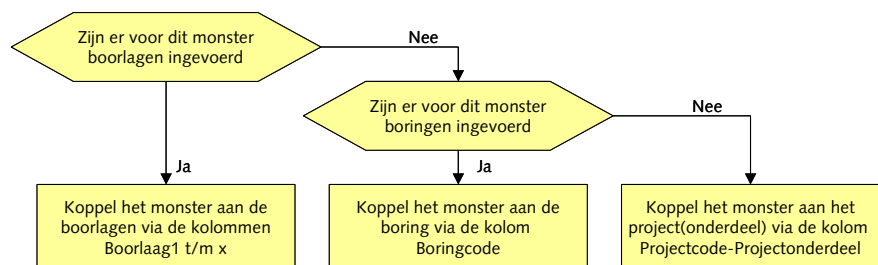 Zijn er voor dit monster
boorlagen ingevoerd
Nee
Zijn er voor dit monster
boringen ingevoerd
Nee
Ja
Ja
Koppel het monster aan de
boorlagen via de kolommen
Boorlaag1 t/m x
Koppel het monster aan de
boring via de kolom
Boringcode
Koppel het monster aan het
project(onderdeel) via de kolom
Projectcode-Projectonderdeel